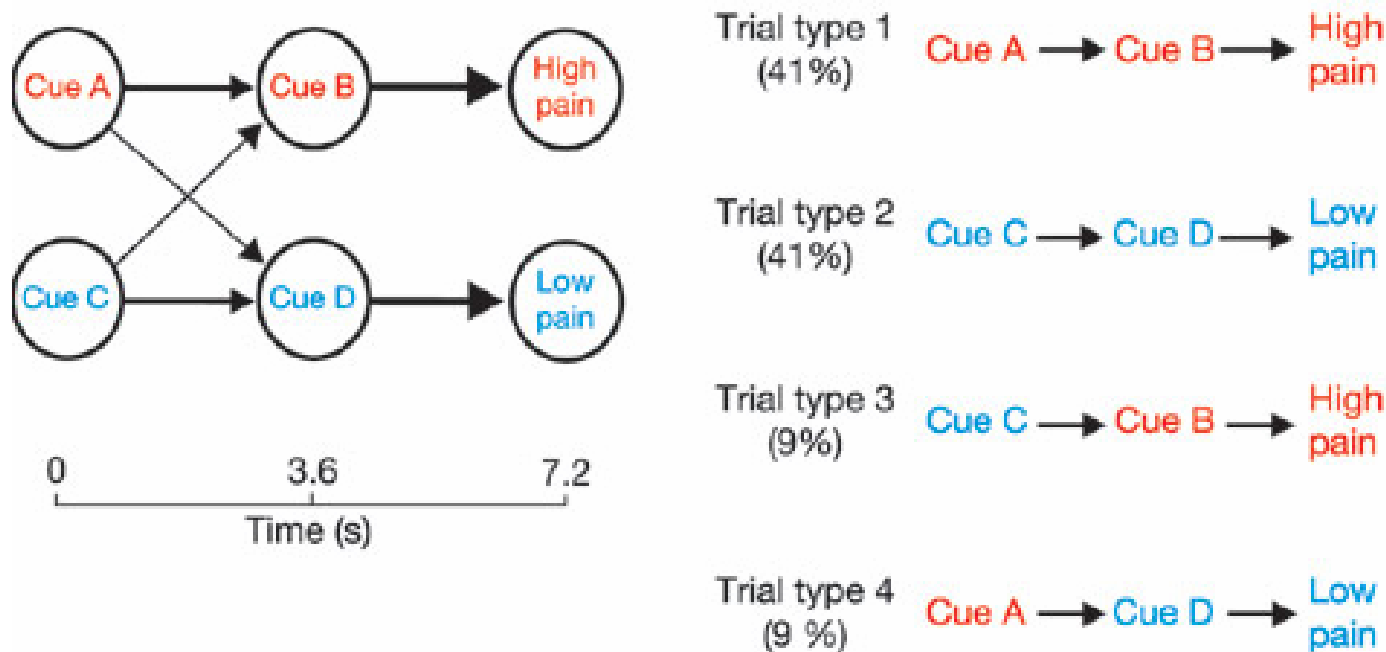 Cue A
Cue B
High
pain
Cue C
Cue D
Low
pain
0
3.6
7.2
Time (s)
Trial type 1
(41%)
Cue A
Cue B
High
pain
Trial type 2
(41%)
Cue C
Cue D
Low
pain
Trial type 3
(9%)
Cue C
Cue B
High
pain
Trial type 4
(9 %)
Cue A
Cue D
Low
pain